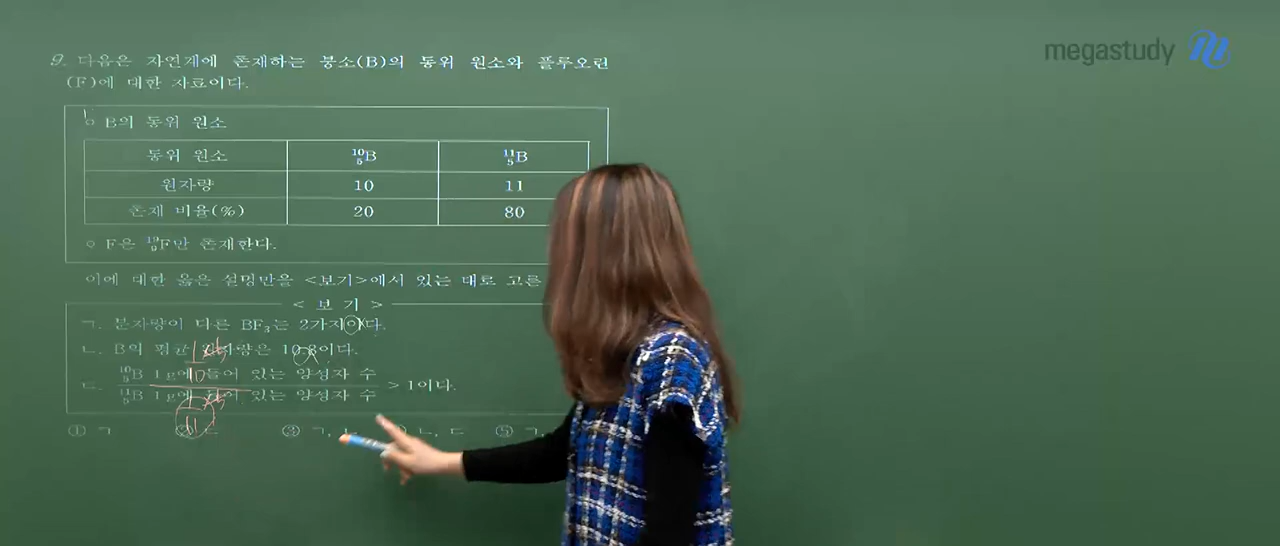 megastudy
9. 다음은 자연계에 존재하는 붕소(B)의 동위 원소와 플루오린
(F)에 대한 자료이다.
○ B의 동위 원소
동위 원소 ¹⁰₅B ¹¹₅B
원자량 10 11
존재 비율(%) 20 80
○ F은 ¹⁹₉F만 존재한다.
이에 대한 옳은 설명만을 <보기>에서 있는 대로 고른
< 보 기 >
ㄱ. 분자량이 다른 BF₃는 2가지이다.
ㄴ. B의 평균 원자량은 10.8이다.
ㄷ. ¹⁰₅B 1g에 들어 있는 양성자 수
¹¹₅B 1g에 들어 있는 양성자 수
> 1이다.
1
10
1
11
① ㄱ ② ㄷ ③ ㄱ, ㄴ ㄴ, ㄷ ⑤ ㄱ,